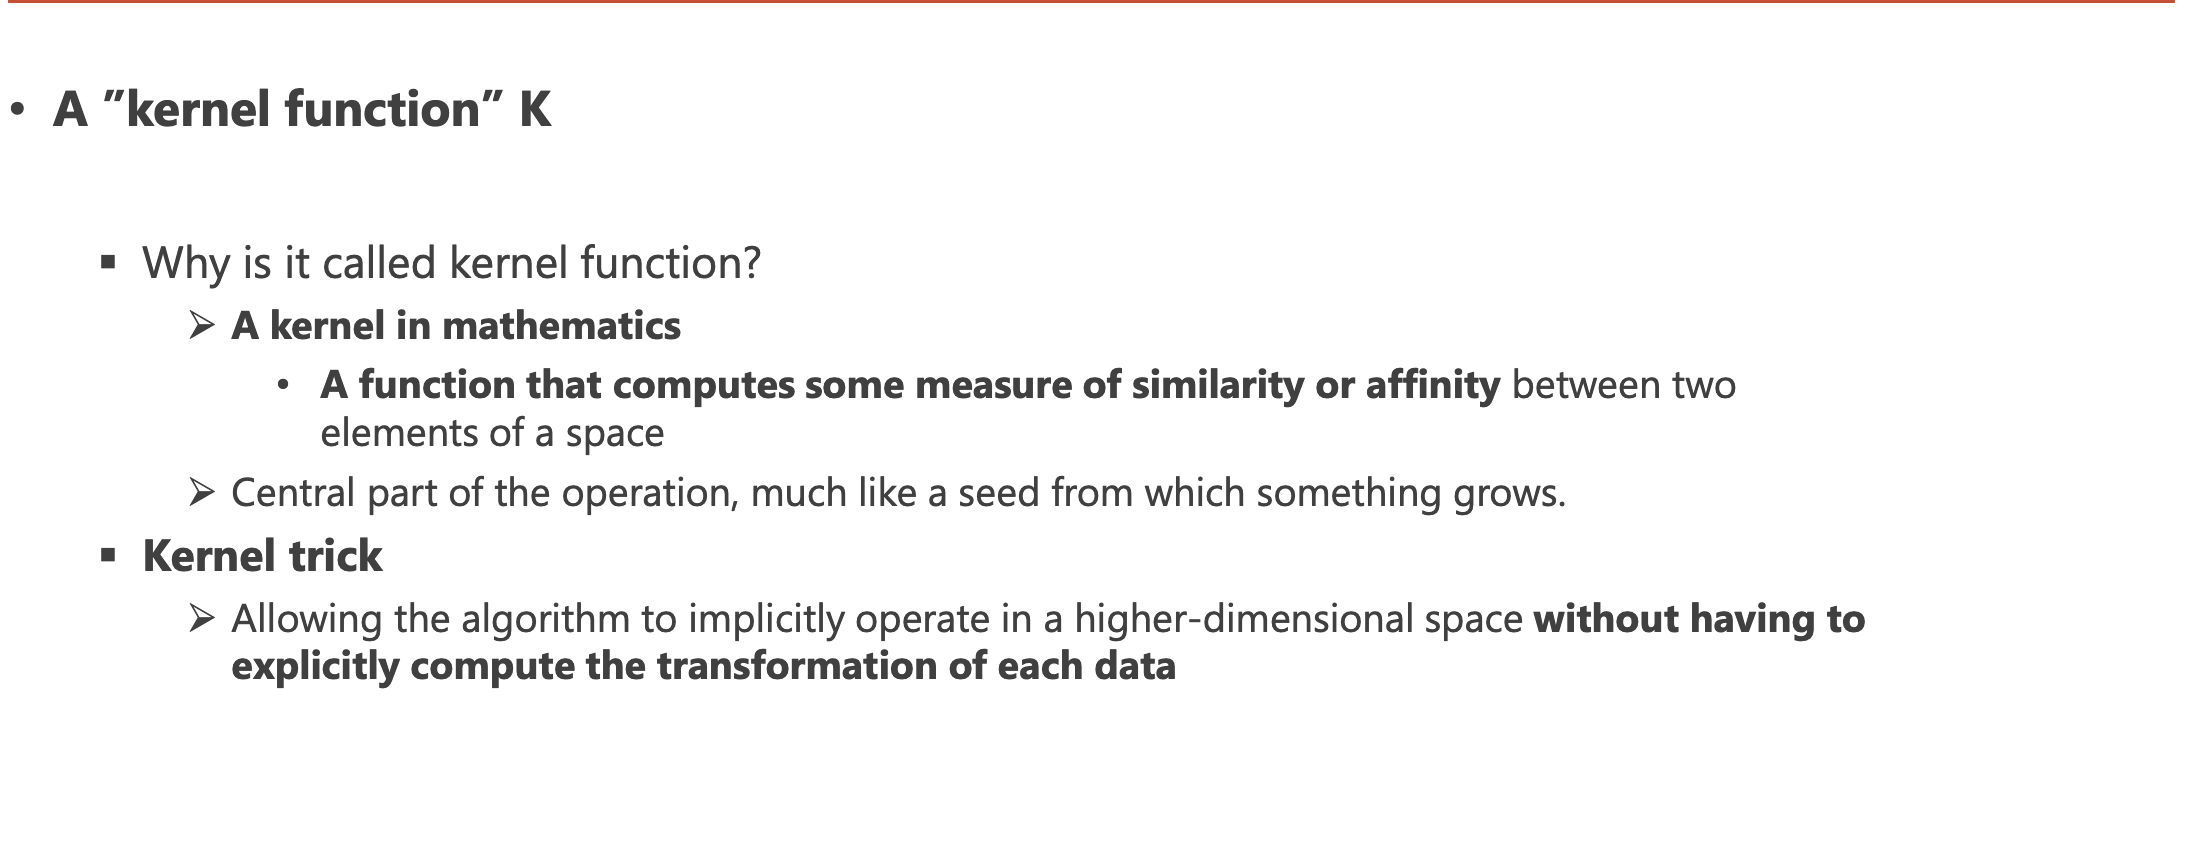 • A ”kernel function” K
▪ Why is it called kernel function?
➢ A kernel in mathematics
• A function that computes some measure of similarity or affinity between two
elements of a space
➢ Central part of the operation, much like a seed from which something grows.
▪ Kernel trick
➢ Allowing the algorithm to implicitly operate in a higher-dimensional space without having to
explicitly compute the transformation of each data